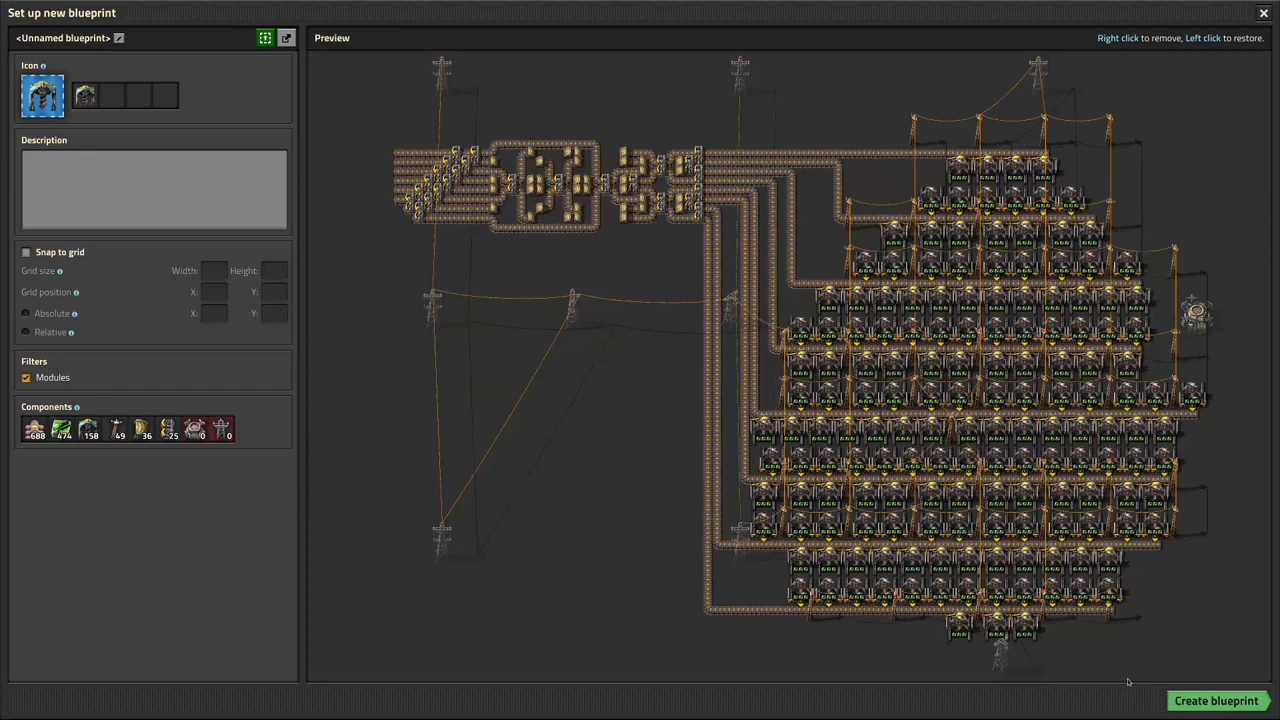 Set up new blueprint
<Unnamed blueprint>
Preview
Right click to remove, Left click to restore.
Icon
Description
Snap to grid
Grid size
Width:
Height:
Grid position
X:
Y:
Absolute
X:
Y:
Relative
Filters
Modules
Components
688
474
158
49
36
25
0
0
Create blueprint